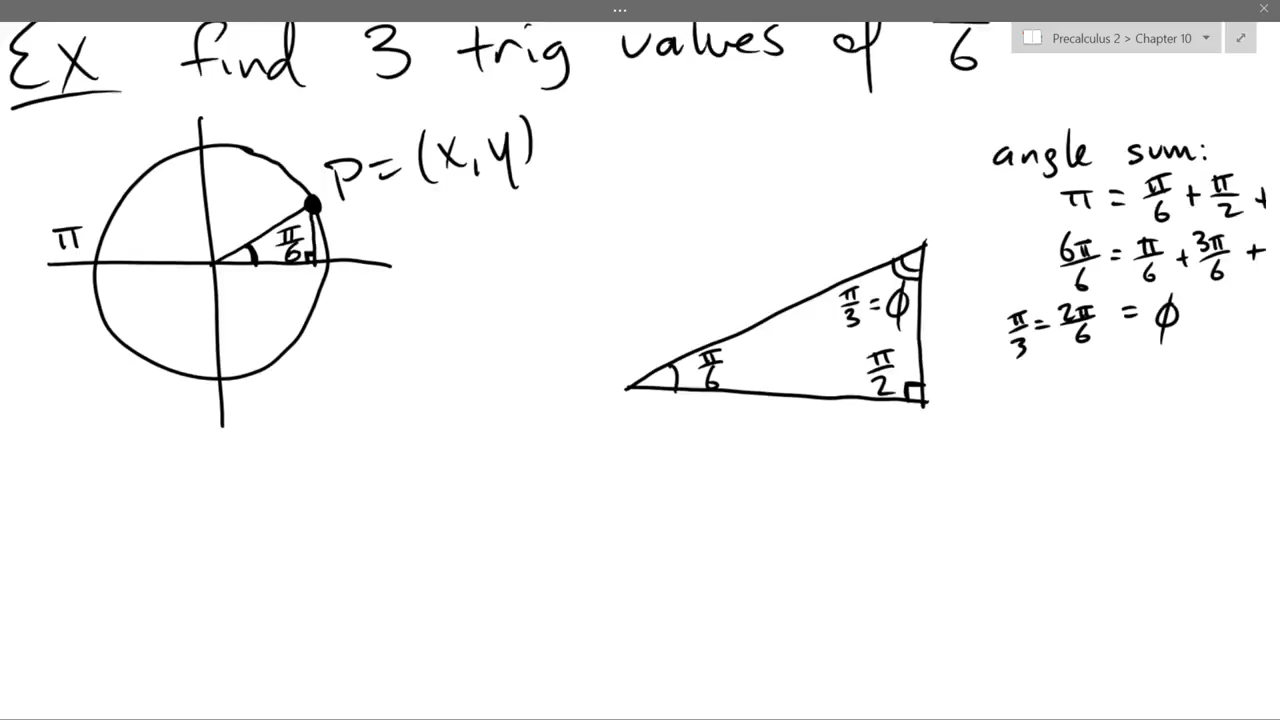 Ex find 3 trig values of 6
Precalculus 2 > Chapter 10
P=(x,y)
π
π/6
angle sum:
π = π/6 + π/2 +
6π/6 = π/6 + 3π/6 +
π/3 = 2π/6 = ϕ
π/3 = ϕ
π/6
π/2